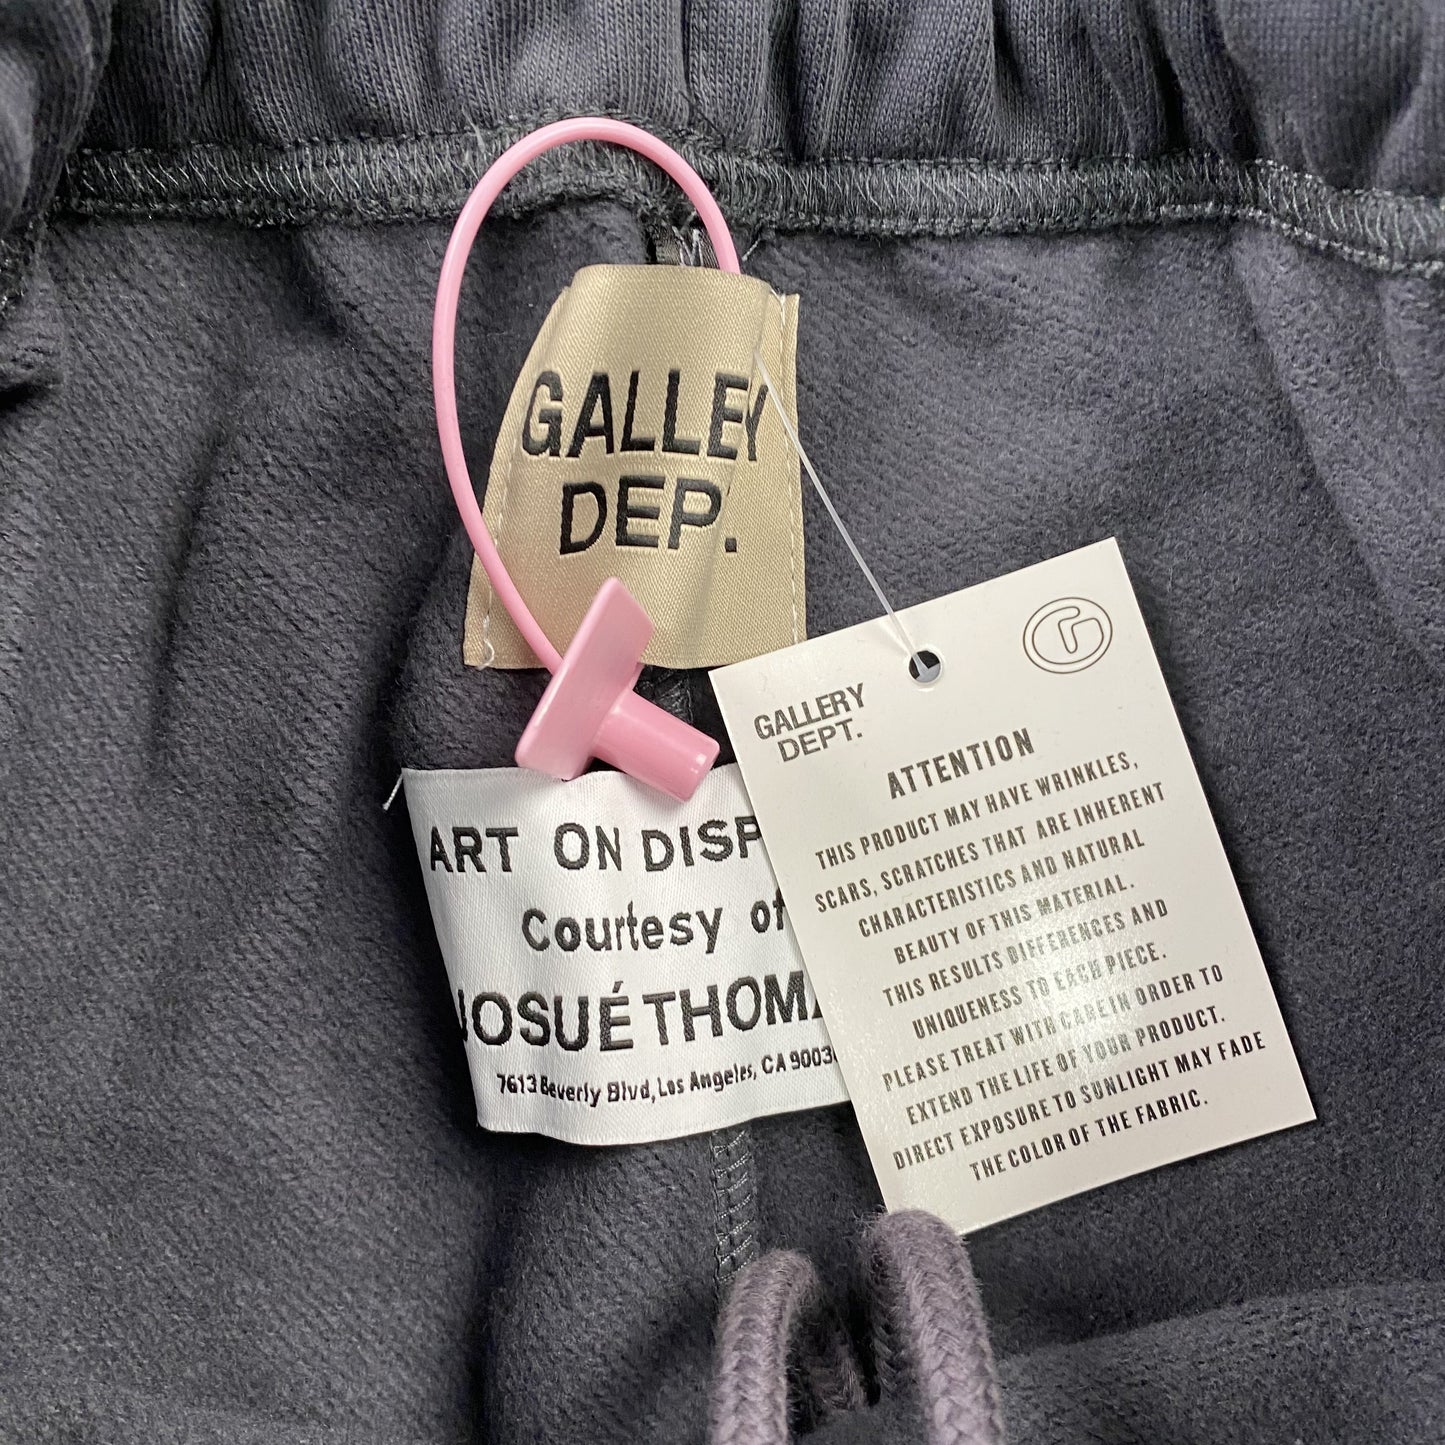 GALLEY
DEP.
ART ON DISP
Courtesy of
JOSUÉ THOMA
7613 Beverly Blvd, Los Angeles, CA 9003
GALLERY
DEPT.
ATTENTION
THIS PRODUCT MAY HAVE WRINKLES,
SCARS, SCRATCHES THAT ARE INHERENT
CHARACTERISTICS AND NATURAL
BEAUTY OF THIS MATERIAL.
THIS RESULTS DIFFERENCES AND
UNIQUENESS TO EACH PIECE.
PLEASE TREAT WITH CARE IN ORDER TO
EXTEND THE LIFE OF YOUR PRODUCT.
DIRECT EXPOSURE TO SUNLIGHT MAY FADE
THE COLOR OF THE FABRIC.